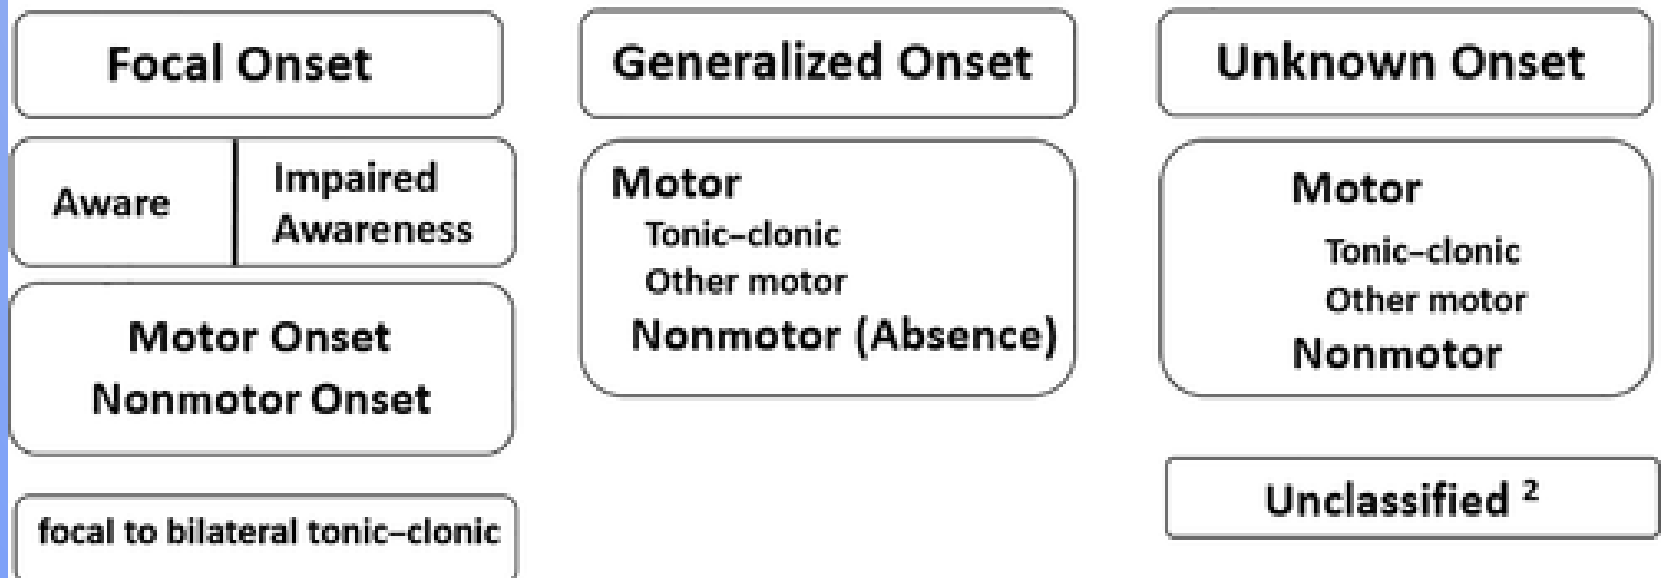 Focal Onset
Aware
Impaired
Awareness
Motor Onset
Nonmotor Onset
focal to bilateral tonic–clonic
Generalized Onset
Motor
Tonic–clonic
Other motor
Nonmotor (Absence)
Unknown Onset
Motor
Tonic–clonic
Other motor
Nonmotor
Unclassified ²